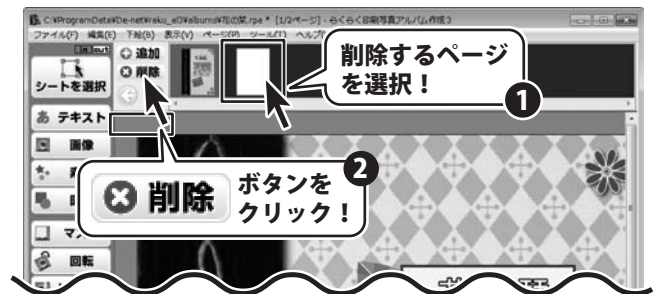 C:¥ProgramData¥De-net¥raku_al3¥albums¥花の栞.rpa * [1/2ページ] - らくらく印刷写真アルバム作成3
ファイル(F) 編集(E) 下絵(B) 表示(V) ページ(P) ツール(T) ヘルプ
in out
追加
削除
シートを選択
削除するページ
を選択！
1
テキスト
画像
2
削除
ボタンを
クリック！
回転